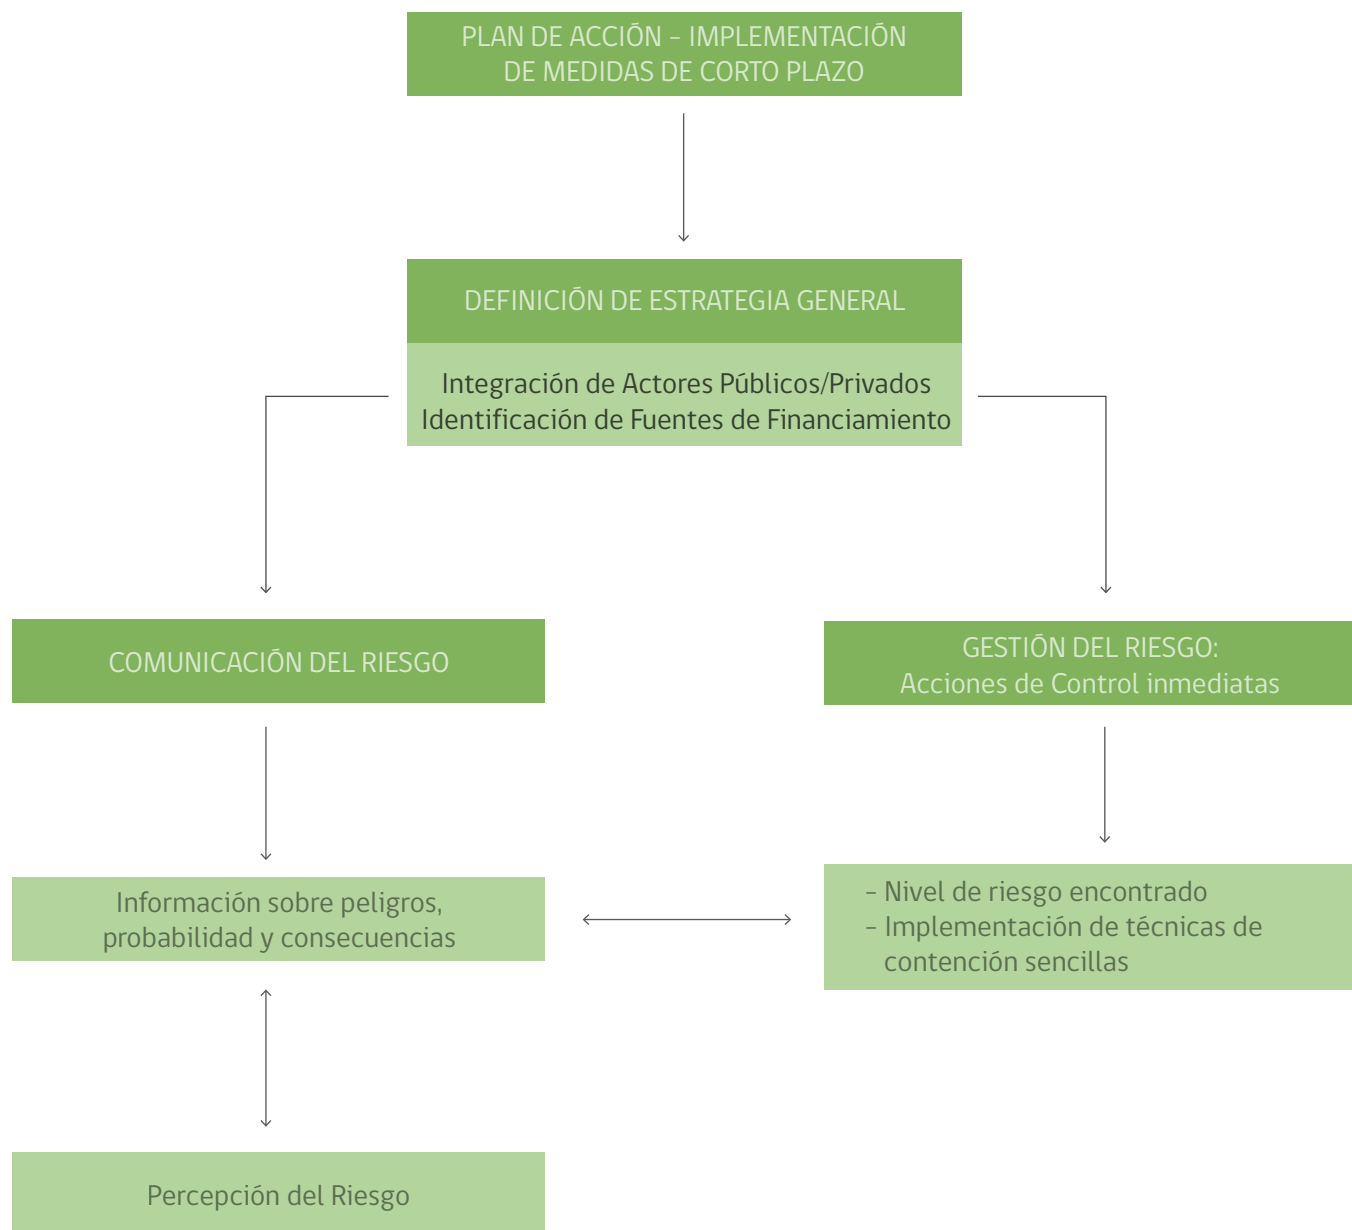 PLAN DE ACCIÓN – IMPLEMENTACIÓN
DE MEDIDAS DE CORTO PLAZO
DEFINICIÓN DE ESTRATEGIA GENERAL
Integración de Actores Públicos/Privados
Identificación de Fuentes de Financiamiento
COMUNICACIÓN DEL RIESGO
GESTIÓN DEL RIESGO:
Acciones de Control inmediatas
Información sobre peligros,
probabilidad y consecuencias
– Nivel de riesgo encontrado
– Implementación de técnicas de
contención sencillas
Percepción del Riesgo